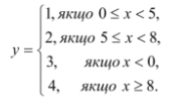 y = { 1, якщо 0 ≤ x < 5,
2, якщо 5 ≤ x < 8,
3, якщо x < 0,
4, якщо x ≥ 8.